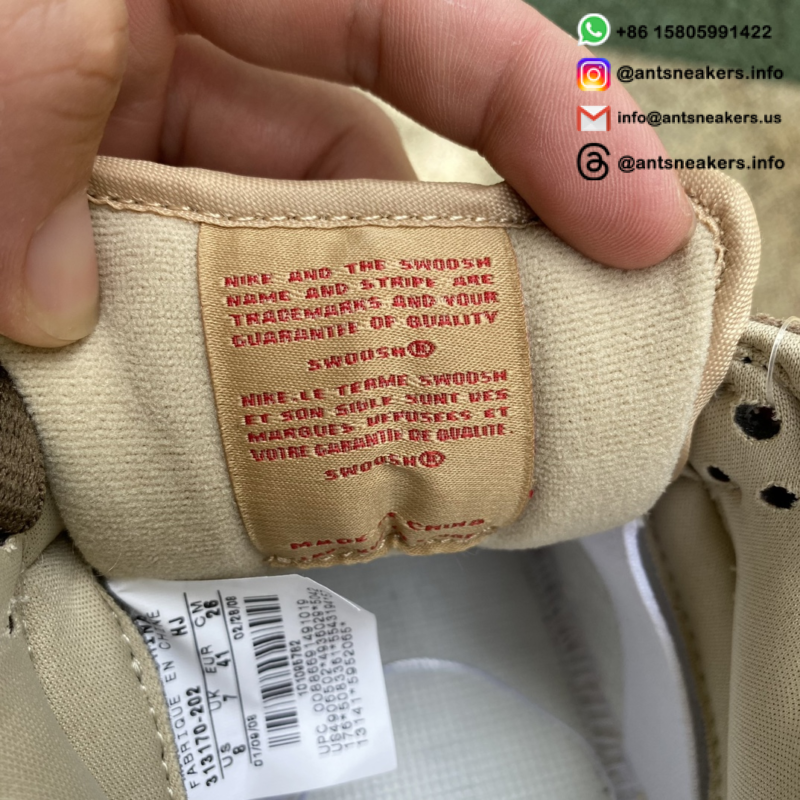 +86 15805991422
@antsneakers.info
info@antsneakers.us
@antsneakers.info
NIKE AND THE SWOOSH
NAME AND STRIPE ARE
TRADEMARKS AND YOUR
GUARANTEE OF QUALITY
SWOOSH®
NIKE·LE TERME SWOOSH
ET SON SIGLE SONT DES
MARQUES DEPOSEES ET
VOTRE GARANTIE DE QUALITE.
SWOOSH®
MADE CHINA
FABRIQUE EN CHINE
HJ
313170-202
US UK EUR CM
8 7 41 26
01/09/08 02/28/08
101095762
UPC 00886691491019